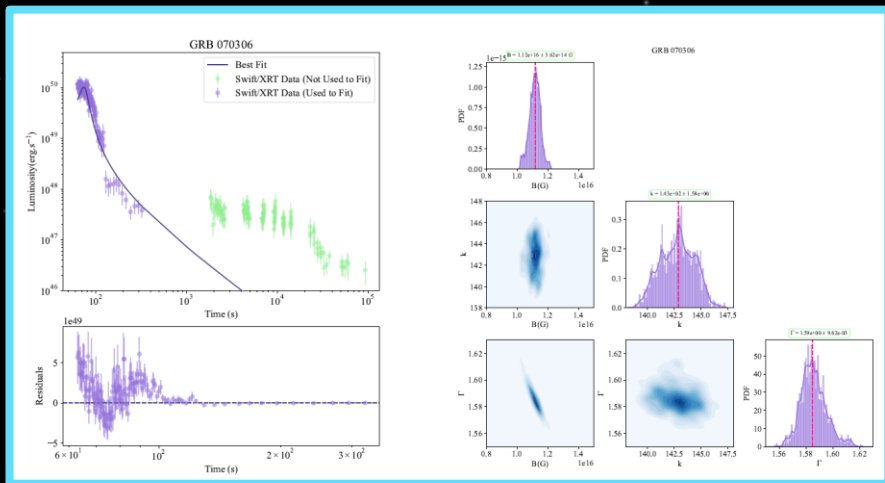 GRB 070306
Best Fit
Swift/XRT Data (Not Used to Fit)
Swift/XRT Data (Used to Fit)
Luminosity(erg.s⁻¹)
10⁵⁰
10⁴⁹
10⁴⁸
10⁴⁷
10⁴⁶
10² 10³ 10⁴ 10⁵
Time (s)
1e49
Residuals
5
0
−5
6 × 10¹ 10² 2 × 10² 3 × 10²
Time (s)
GRB 070306
1e−15
PDF
1.25
1.00
0.75
0.50
0.25
0.00
0.8 1.0 1.2 1.4
B(G) 1e16
k
148
146
144
142
140
138
0.8 1.0 1.2 1.4
B(G) 1e16
PDF
0.3
0.2
0.1
0.0
140.0 142.5 145.0 147.5
k
Γ
1.62
1.60
1.58
1.56
0.8 1.0 1.2 1.4
B(G) 1e16
Γ
1.62
1.60
1.58
1.56
140.0 142.5 145.0 147.5
k
PDF
50
40
30
20
10
0
1.56 1.58 1.60 1.62
Γ